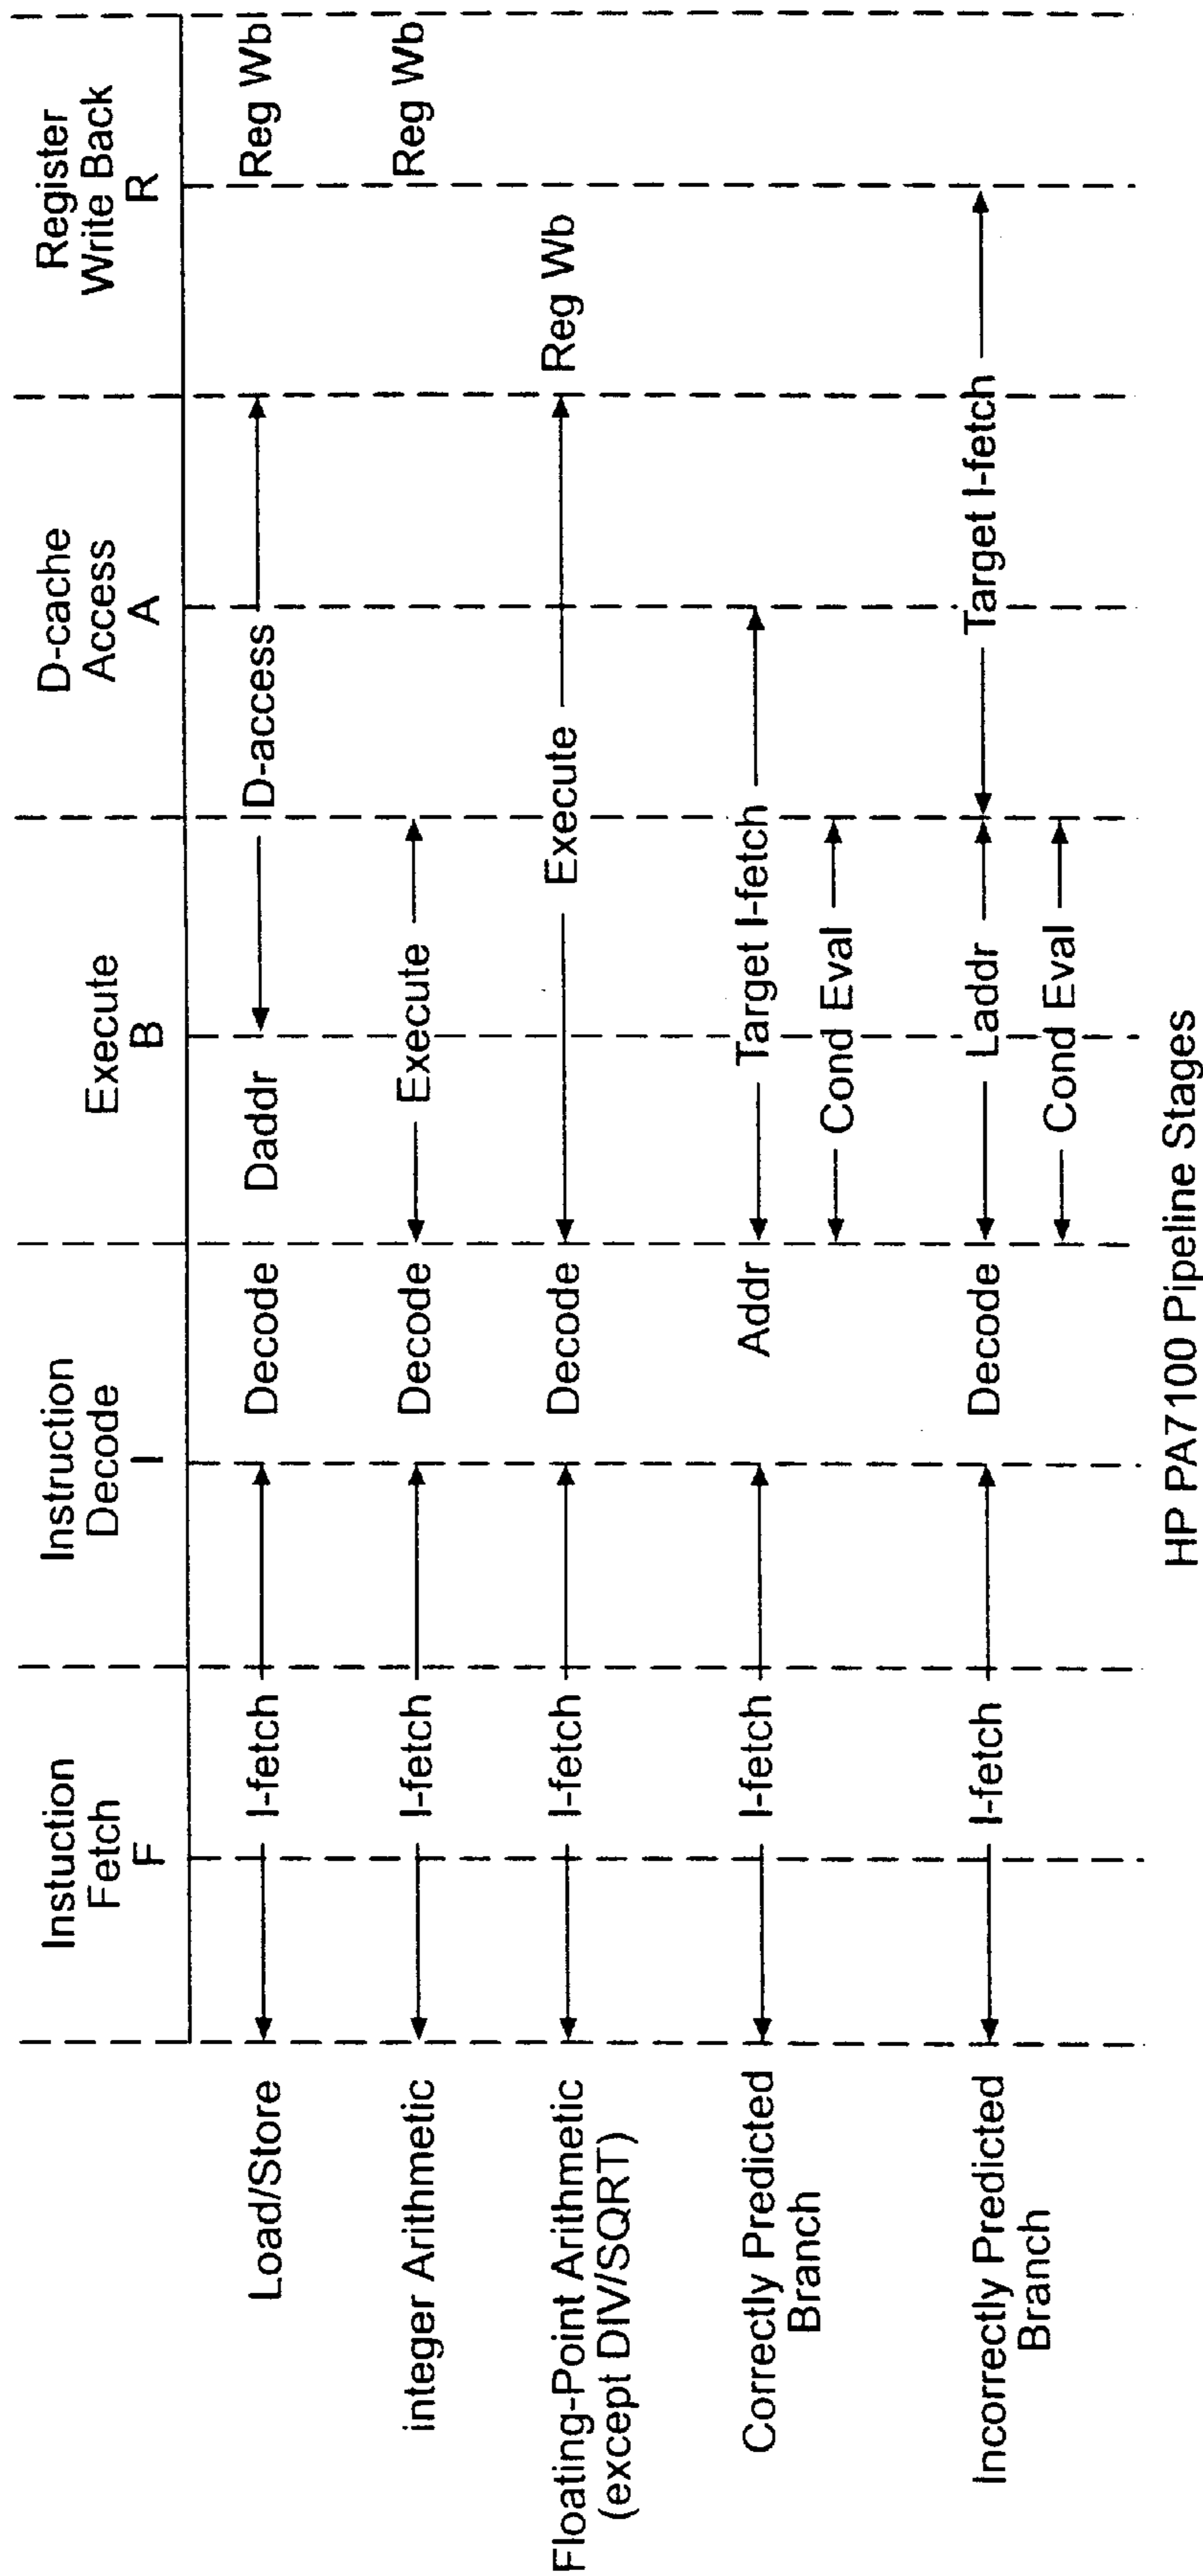 Instuction
Fetch
F
Instruction
Decode
I
Execute
B
D-cache
Access
A
Register
Write Back
R
Load/Store
I-fetch
Decode
Daddr
D-access
Reg Wb
integer Arithmetic
I-fetch
Decode
Execute
Reg Wb
Floating-Point Arithmetic
(except DIV/SQRT)
I-fetch
Decode
Execute
Reg Wb
Correctly Predicted
Branch
I-fetch
Addr
Target I-fetch
Cond Eval
Incorrectly Predicted
Branch
I-fetch
Decode
Laddr
Target I-fetch
Cond Eval
HP PA7100 Pipeline Stages